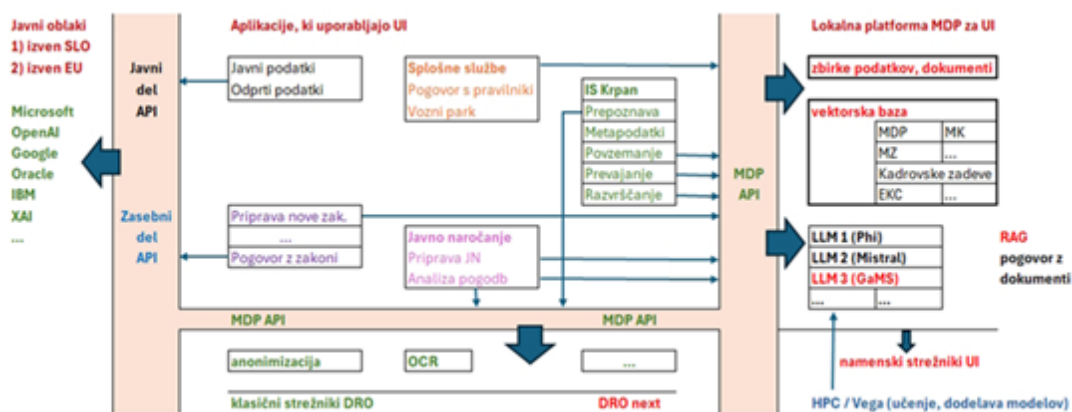 Javni oblaki
1) izven SLO
2) izven EU
Microsoft
OpenAI
Google
Oracle
IBM
XAI
...
Javni
del
API
Zasebni
del
API
Aplikacije, ki uporabljajo UI
Javni podatki
Odprti podatki
Splošne službe
Pogovor s pravilniki
Vozni park
IS Krpan
Prepoznava
Metapodatki
Povzemanje
Prevajanje
Razvrščanje
Priprava nove zak.
...
Pogovor z zakoni
Javno naročanje
Priprava JN
Analiza pogodb
MDP API
MDP API
anonimizacija
OCR
...
klasični strežniki DRO
DRO next
MDP
API
Lokalna platforma MDP za UI
zbirke podatkov, dokumenti
vektorska baza
MDP MK
MZ ...
Kadrovske zadeve
EKC ...
LLM 1 (Phi)
LLM 2 (Mistral)
LLM 3 (GaMS)
... ...
RAG
pogovor z
dokumenti
namenski strežniki UI
HPC / Vega (učenje, dodelava modelov)